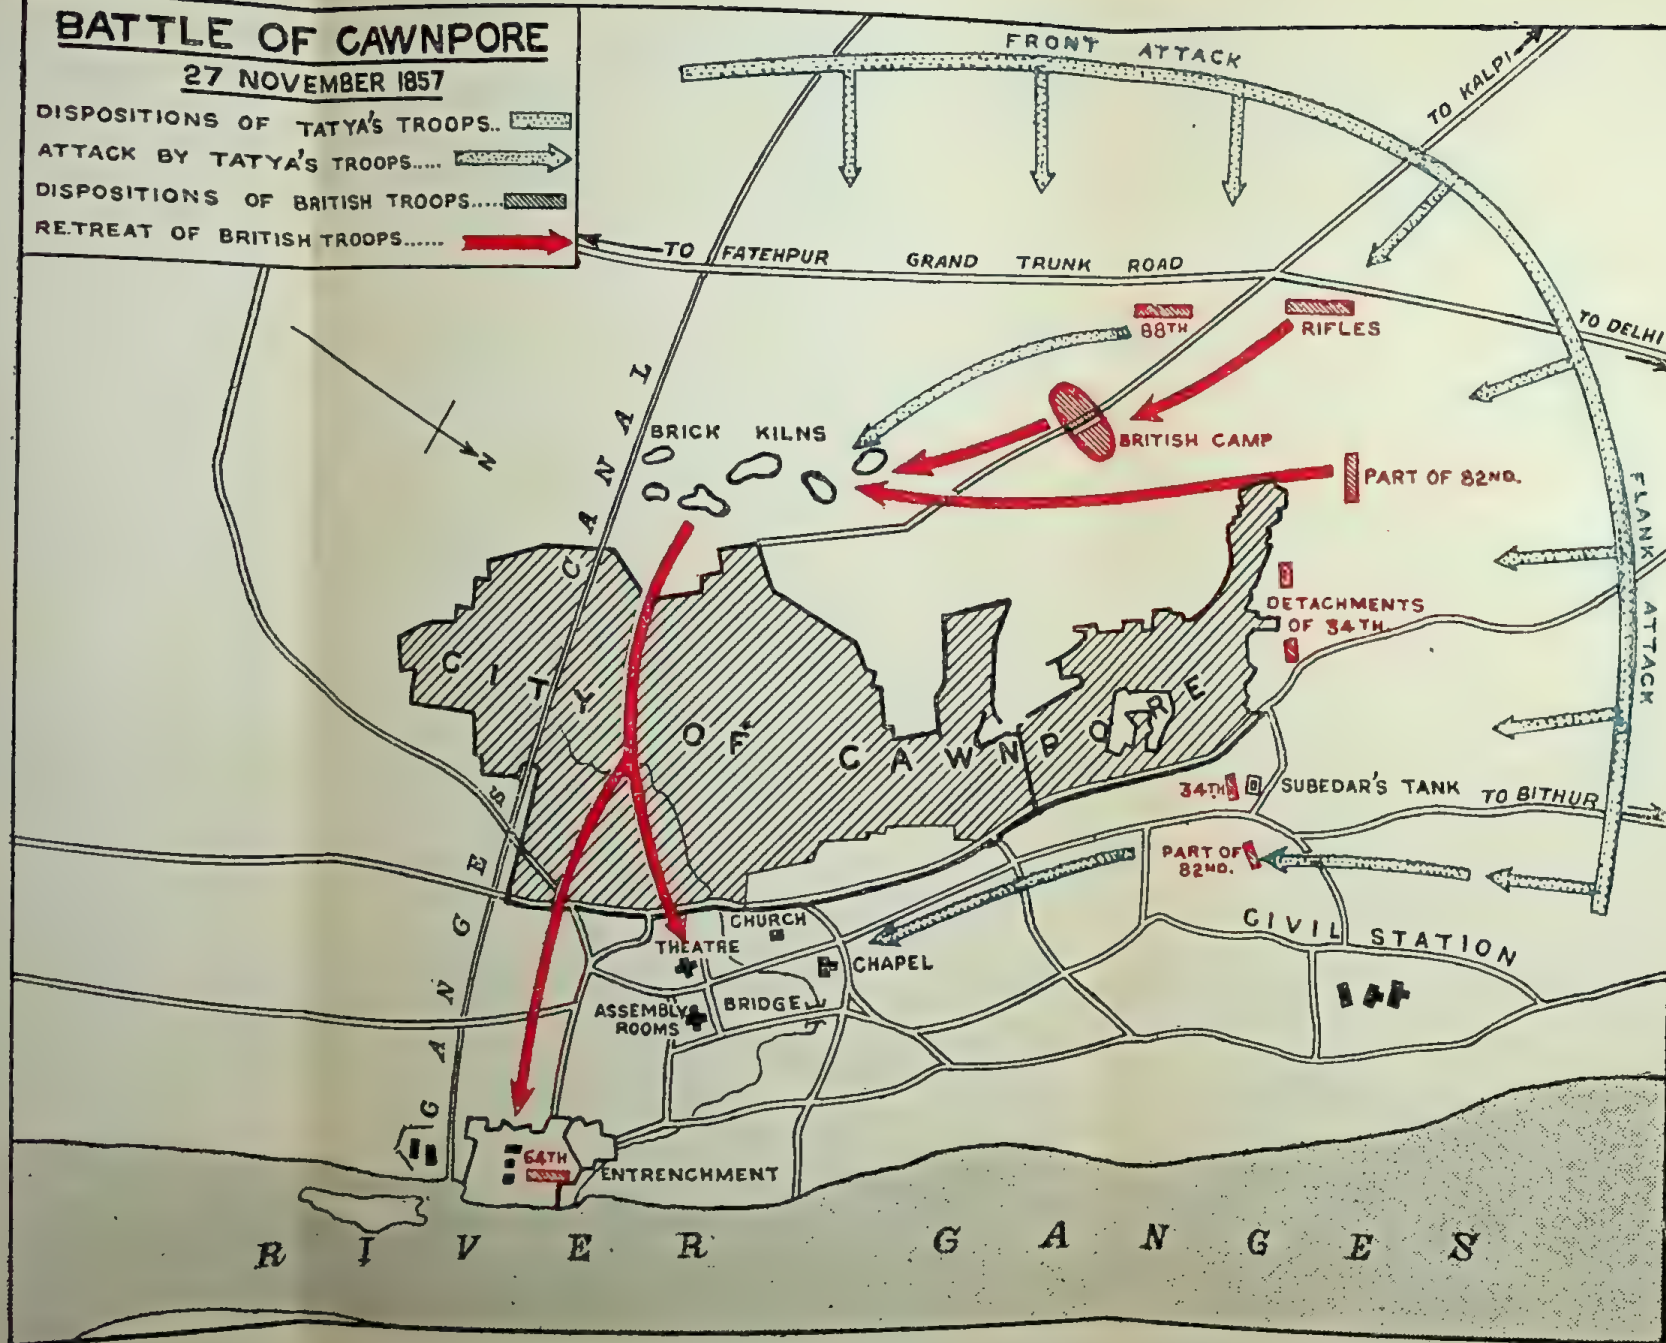 BATTLE OF CAWNPORE
27 NOVEMBER 1857
DISPOSITIONS OF TATYA'S TROOPS..
ATTACK BY TATYA'S TROOPS.....
DISPOSITIONS OF BRITISH TROOPS.....
RETREAT OF BRITISH TROOPS......
FRONT ATTACK
TO KALPI
TO FATEHPUR
GRAND TRUNK ROAD
TO DELHI
88TH
RIFLES
N
BRICK KILNS
BRITISH CAMP
PART OF 82ND.
FLANK ATTACK
DETACHMENTS
OF 34TH.
GANGES CANAL
CITY OF CAWNPORE
34TH
SUBEDAR'S TANK
TO BITHUR
PART OF
82ND.
CIVIL STATION
CHURCH
THEATRE
CHAPEL
ASSEMBLY
ROOMS
BRIDGE
64TH
ENTRENCHMENT
RIVER GANGES